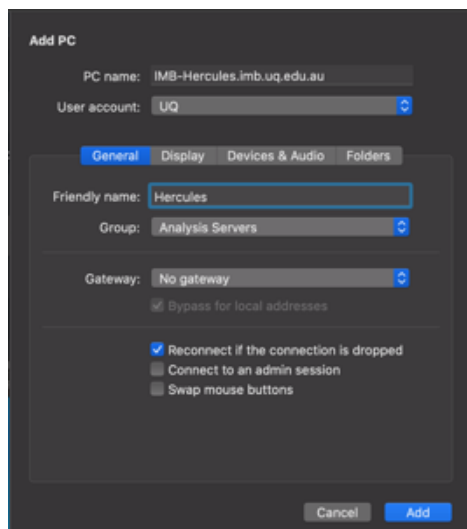 Add PC
PC name: IMB-Hercules.imb.uq.edu.au
User account: UQ
General Display Devices & Audio Folders
Friendly name: Hercules
Group: Analysis Servers
Gateway: No gateway
Bypass for local addresses
Reconnect if the connection is dropped
Connect to an admin session
Swap mouse buttons
Cancel Add